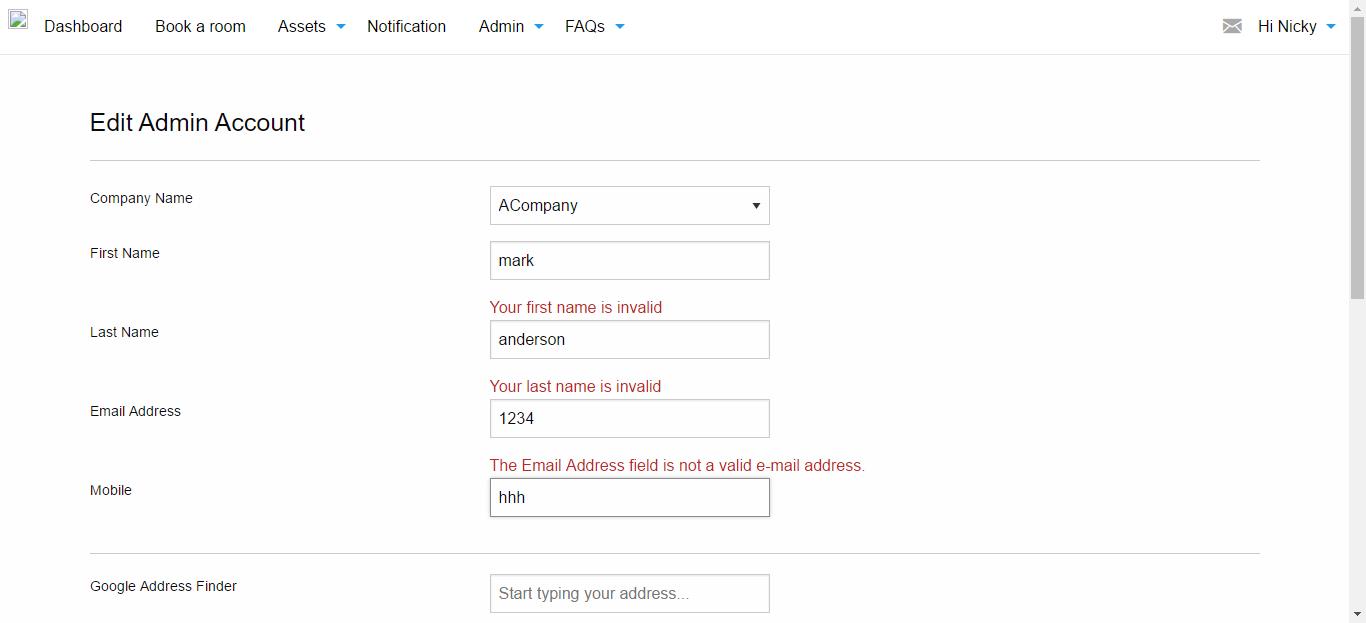 Dashboard Book a room Assets Notification Admin FAQs Hi Nicky
Edit Admin Account
Company Name ACompany
First Name mark
Your first name is invalid
Last Name anderson
Your last name is invalid
Email Address 1234
The Email Address field is not a valid e-mail address.
Mobile hhh
Google Address Finder Start typing your address...